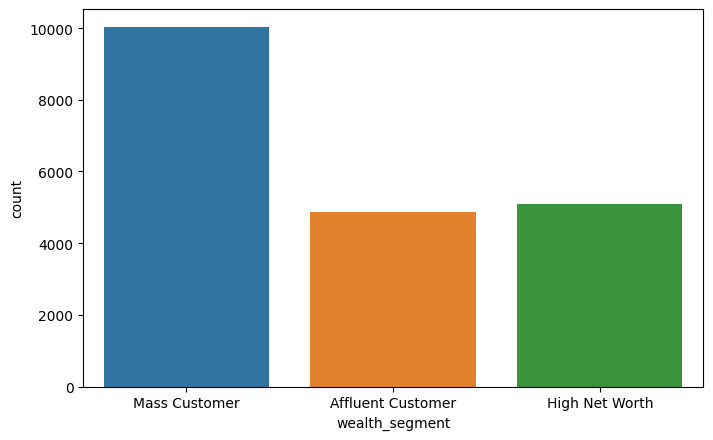 10000
8000
6000
4000
2000
0
count
Mass Customer
Affluent Customer
High Net Worth
wealth_segment